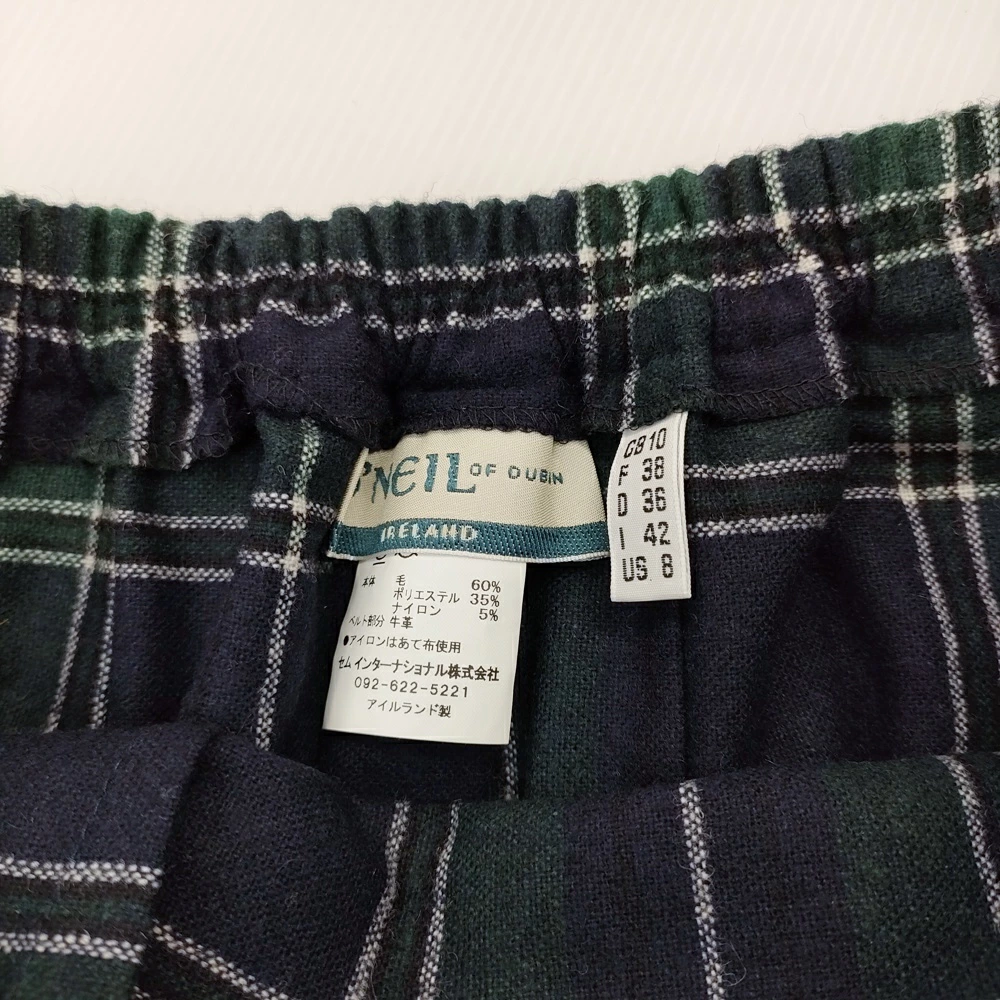 'NEIL OF DUBIN
IRELAND
GB 10
F 38
D 36
I 42
US 8
本体 毛 60%
ポリエステル 35%
ナイロン 5%
ベルト部分 牛革
●アイロンはあて布使用
セムインターナショナル株式会社
092-622-5221
アイルランド製